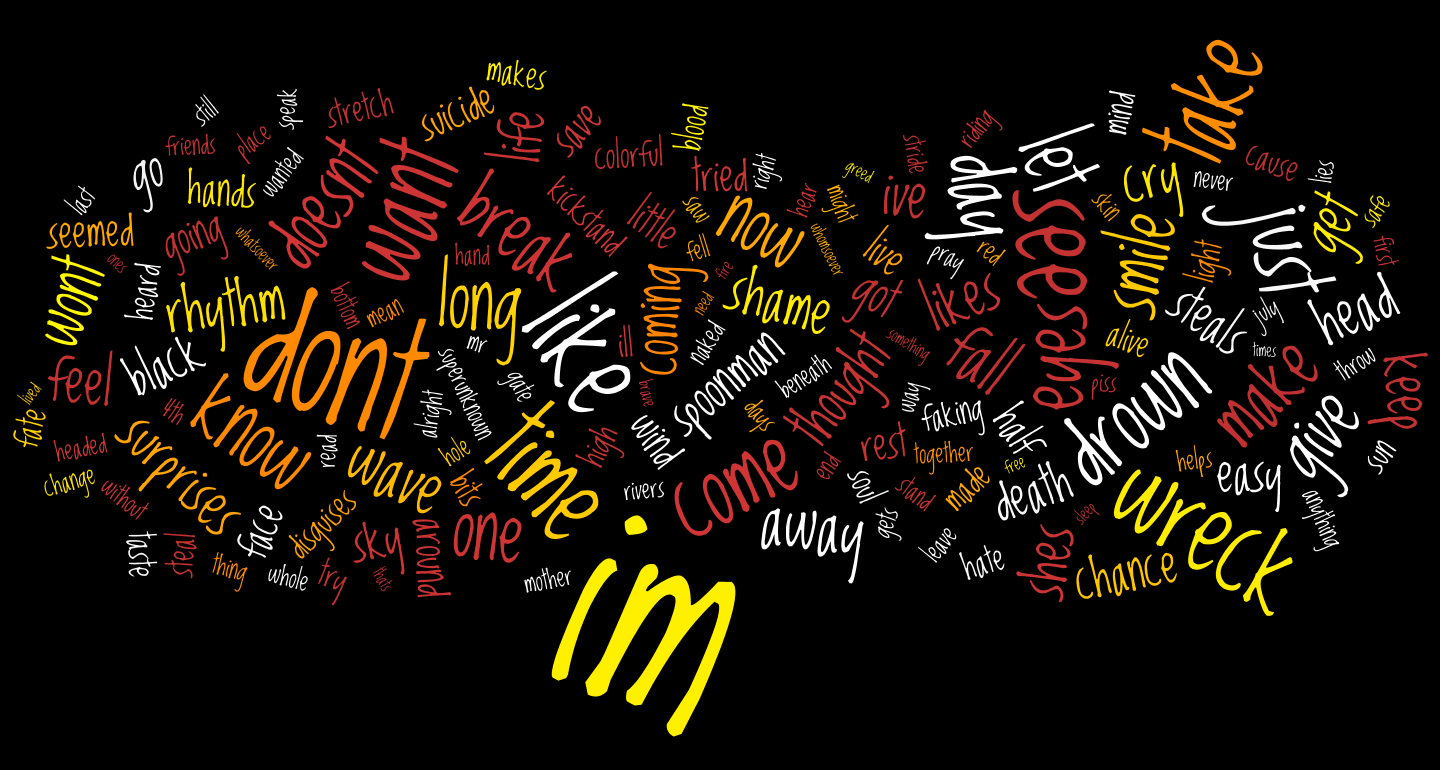 makes
take
still
speak
stretch
suicide
life
save
blood
mind
friends
place
colorful
riding
let
cause
go
wanted
doesnt
want
tried
right
stride
had
cry
never
lies
last
hands
break
kickstand
little
saw
now
hear
greed
might
ive
skin
smile
just
get
safe
seemed
going
whatsoever
hand
fell
whomsoever
live
pray
red
eyes
deep
light
first
wont
ones
heard
rhythm
bottom
mean
long
like
coming
fire
need
shame
got
likes
steals
july
head
feel
black
dont
mr
ill
naked
spoonman
beneath
thought
something
fall
alive
times
throw
keep
fate
lived
4th
know
alright
superunknown
gate
brave
days
way
piss
drown
make
headed
surprises
read
wave
hole
time
high
wind
come
end
rest
faking
half
together
free
helps
easy
give
sun
change
without
face
disguises
bits
rivers
soul
stand
made
death
sleep
wreck
anything
taste
steal
thing
whole
try
sky
thats
around
one
away
gets
leave
hate
shes
chance
mother
im